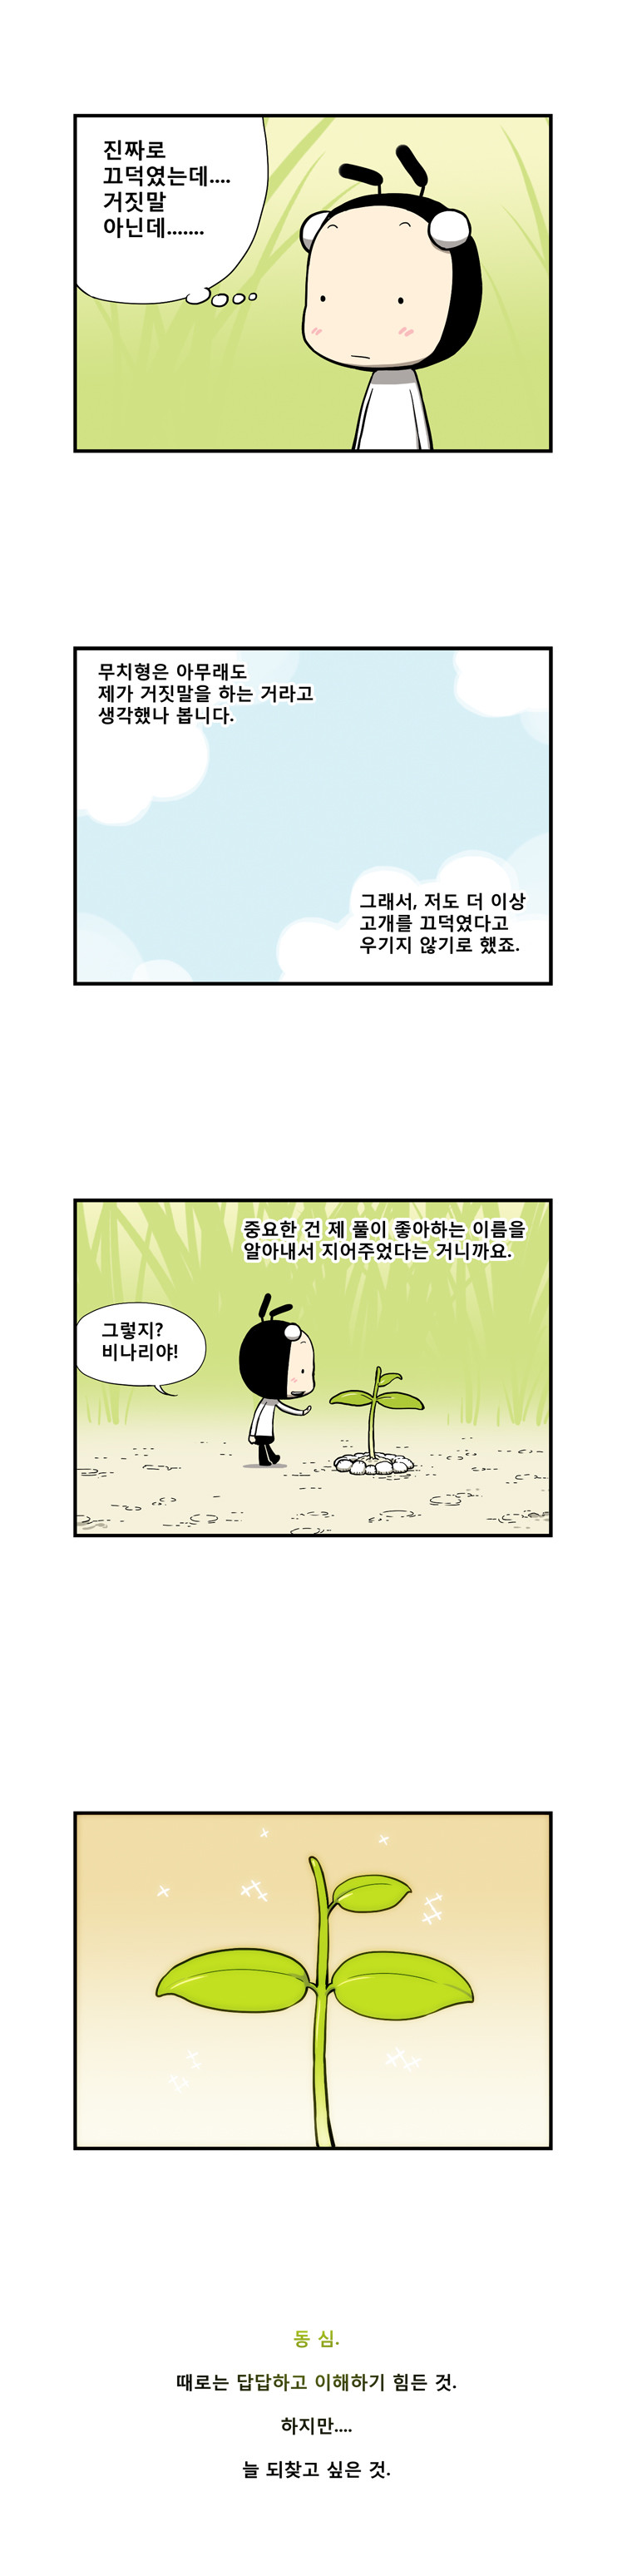 진짜로
끄덕였는데....
거짓말
아닌데.......
무치형은 아무래도
제가 거짓말을 하는 거라고
생각했나 봅니다.
그래서, 저도 더 이상
고개를 끄덕였다고
우기지 않기로 했죠.
중요한 건 제 풀이 좋아하는 이름을
알아내서 지어주었다는 거니까요.
그렇지?
비나리야!
동 심.
때로는 답답하고 이해하기 힘든 것.
하지만....
늘 되찾고 싶은 것.